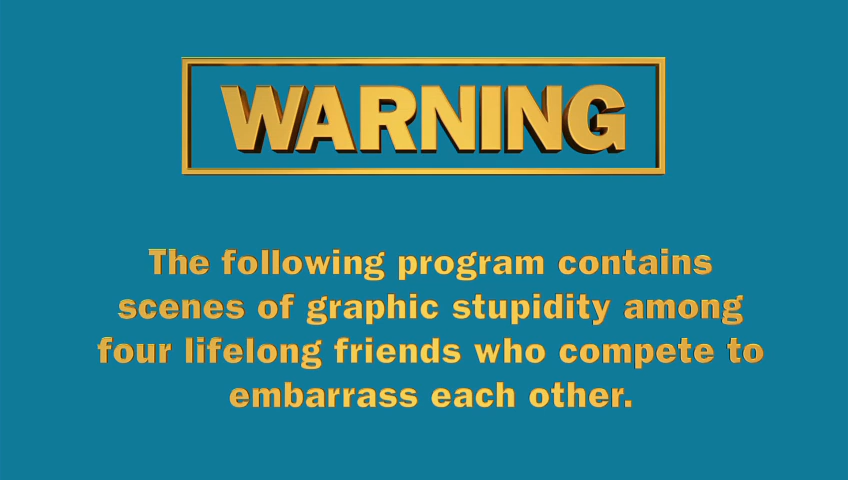 WARNING
The following program contains
scenes of graphic stupidity among
four lifelong friends who compete to
embarrass each other.